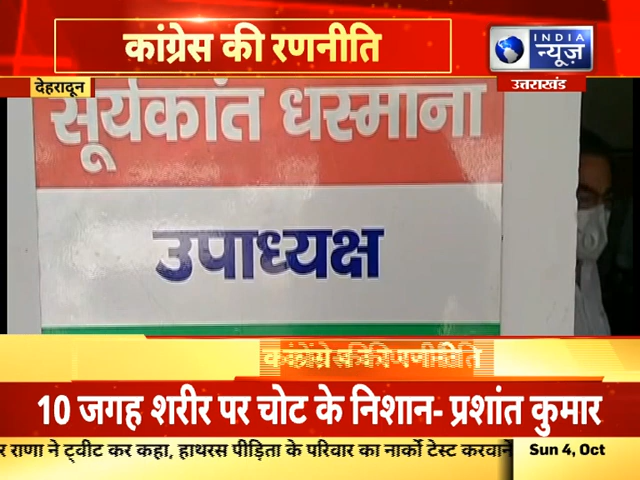 कांग्रेस की रणनीति
INDIA
न्यूज़
देहरादून
उत्तराखंड
सूर्यकांत धस्माना
उपाध्यक्ष
10 जगह शरीर पर चोट के निशान- प्रशांत कुमार
र राणा ने ट्वीट कर कहा, हाथरस पीड़िता के परिवार का नार्को टेस्ट करवाने
Sun 4, Oct